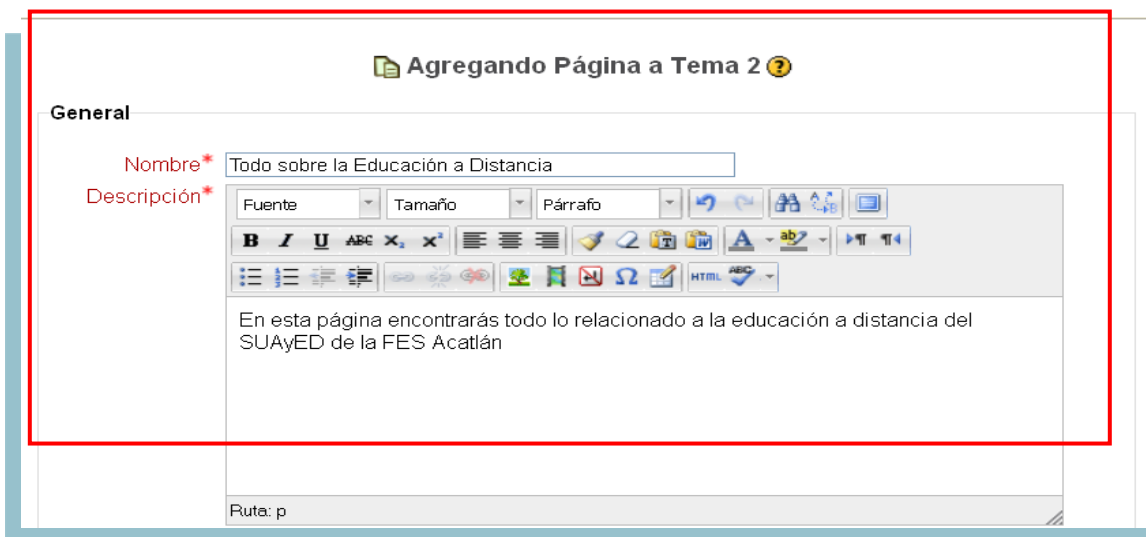 Agregando Página a Tema 2
General
Nombre*
Todo sobre la Educación a Distancia
Descripción*
Fuente Tamaño Párrafo
B I U ABC X₂ X² A ab
Ω HTML ABC
En esta página encontrarás todo lo relacionado a la educación a distancia del
SUAyED de la FES Acatlán
Ruta: p